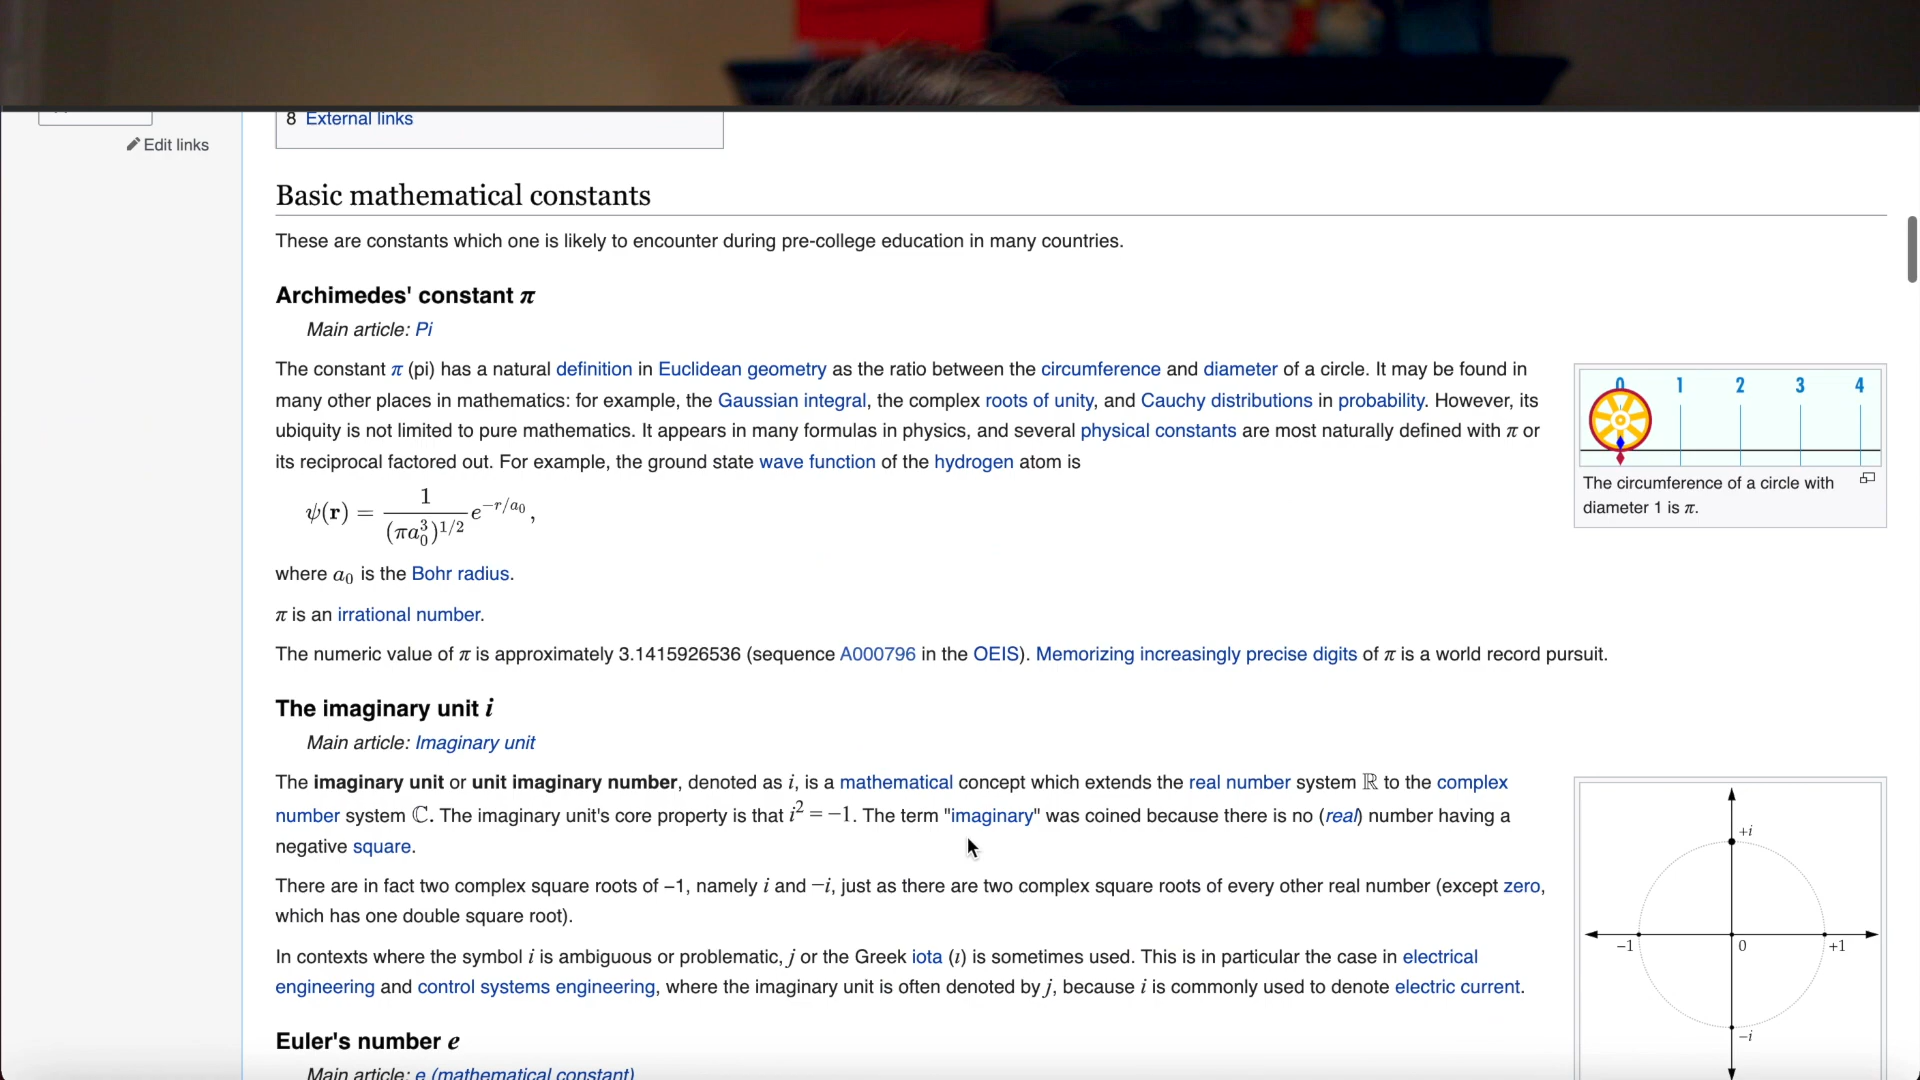 8 External links
Edit links
Basic mathematical constants
These are constants which one is likely to encounter during pre-college education in many countries.
Archimedes' constant π
Main article: Pi
The constant π (pi) has a natural definition in Euclidean geometry as the ratio between the circumference and diameter of a circle. It may be found in
many other places in mathematics: for example, the Gaussian integral, the complex roots of unity, and Cauchy distributions in probability. However, its
ubiquity is not limited to pure mathematics. It appears in many formulas in physics, and several physical constants are most naturally defined with π or
its reciprocal factored out. For example, the ground state wave function of the hydrogen atom is
ψ(r) = 1/(πa₀³)^1/2 e^−r/a₀ ,
where a₀ is the Bohr radius.
π is an irrational number.
The numeric value of π is approximately 3.1415926536 (sequence A000796 in the OEIS). Memorizing increasingly precise digits of π is a world record pursuit.
0 1 2 3 4
The circumference of a circle with
diameter 1 is π.
The imaginary unit i
Main article: Imaginary unit
The imaginary unit or unit imaginary number, denoted as i, is a mathematical concept which extends the real number system ℝ to the complex
number system ℂ. The imaginary unit's core property is that i² = −1. The term "imaginary" was coined because there is no (real) number having a
negative square.
There are in fact two complex square roots of −1, namely i and −i, just as there are two complex square roots of every other real number (except zero,
which has one double square root).
In contexts where the symbol i is ambiguous or problematic, j or the Greek iota (ι) is sometimes used. This is in particular the case in electrical
engineering and control systems engineering, where the imaginary unit is often denoted by j, because i is commonly used to denote electric current.
+i
−1 0 +1
−i
Euler's number e
Main article: e (mathematical constant)